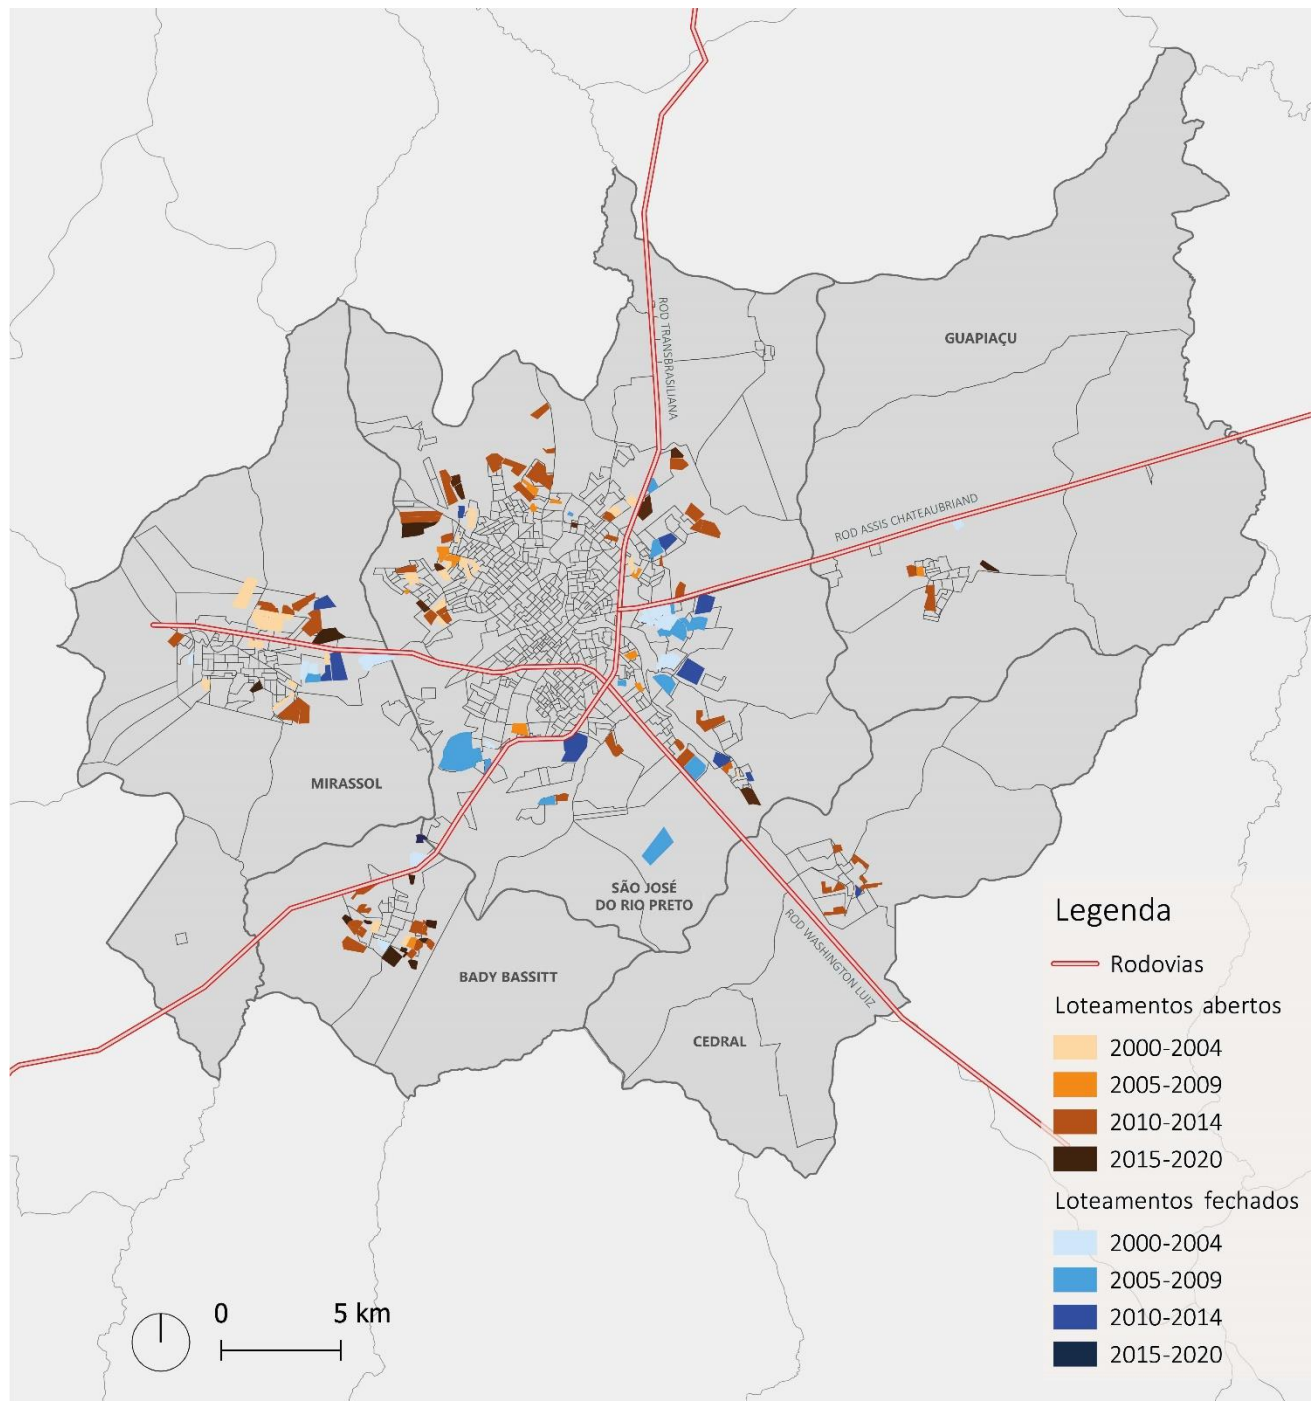 ROD TRANSBRASILIANA
GUAPIAÇU
ROD ASSIS CHATEAUBRIAND
MIRASSOL
SÃO JOSÉ
DO RIO PRETO
ROD WASHINGTON LUIZ
BADY BASSITT
CEDRAL
Legenda
Rodovias
Loteamentos abertos
2000-2004
2005-2009
2010-2014
2015-2020
Loteamentos fechados
2000-2004
2005-2009
2010-2014
2015-2020
0 5 km